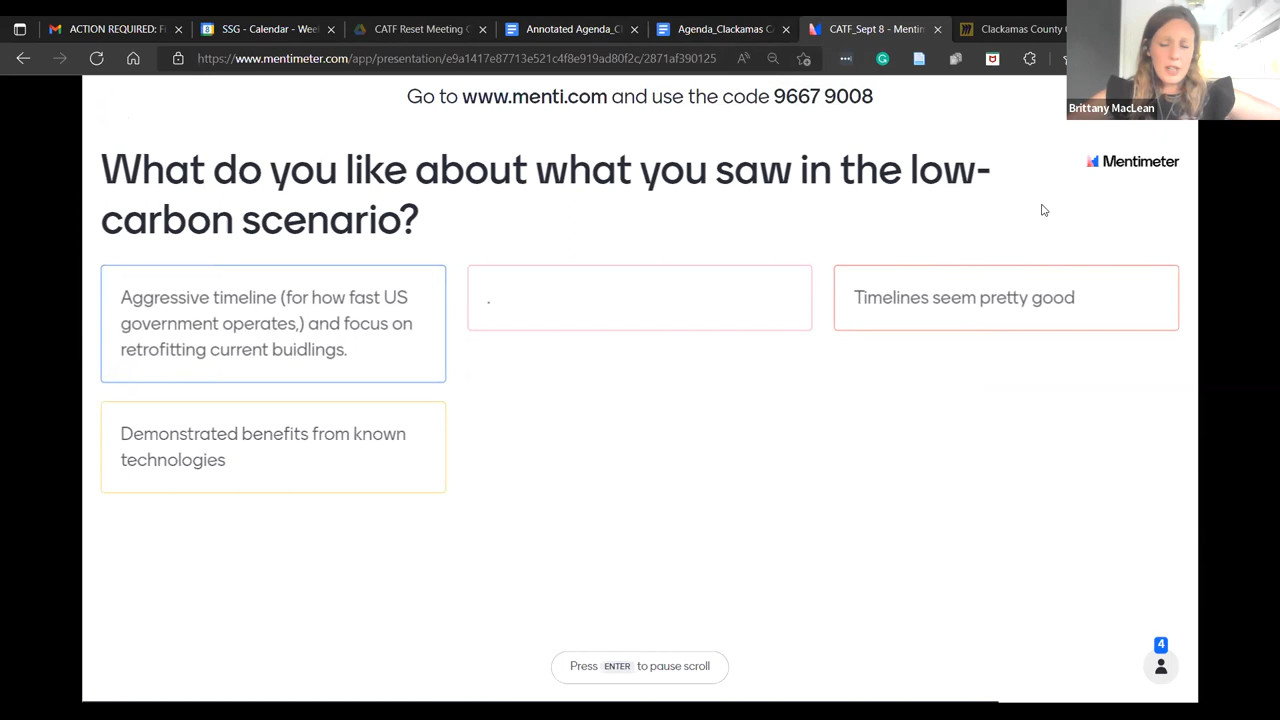 ACTION REQUIRED: Fi
SSG - Calendar - Wee
CATF Reset Meeting
Annotated Agenda_Cl
Agenda_Clackamas C
CATF_Sept 8 - Mentim
Clackamas County
https://www.mentimeter.com/app/presentation/e9a1417e87713e521c4f8e919ad80f2c/2871af390125
Brittany MacLean
Go to www.menti.com and use the code 9667 9008
Mentimeter
What do you like about what you saw in the low-
carbon scenario?
Aggressive timeline (for how fast US
government operates,) and focus on
retrofitting current buidlings.
.
Timelines seem pretty good
Demonstrated benefits from known
technologies
4
Press ENTER to pause scroll